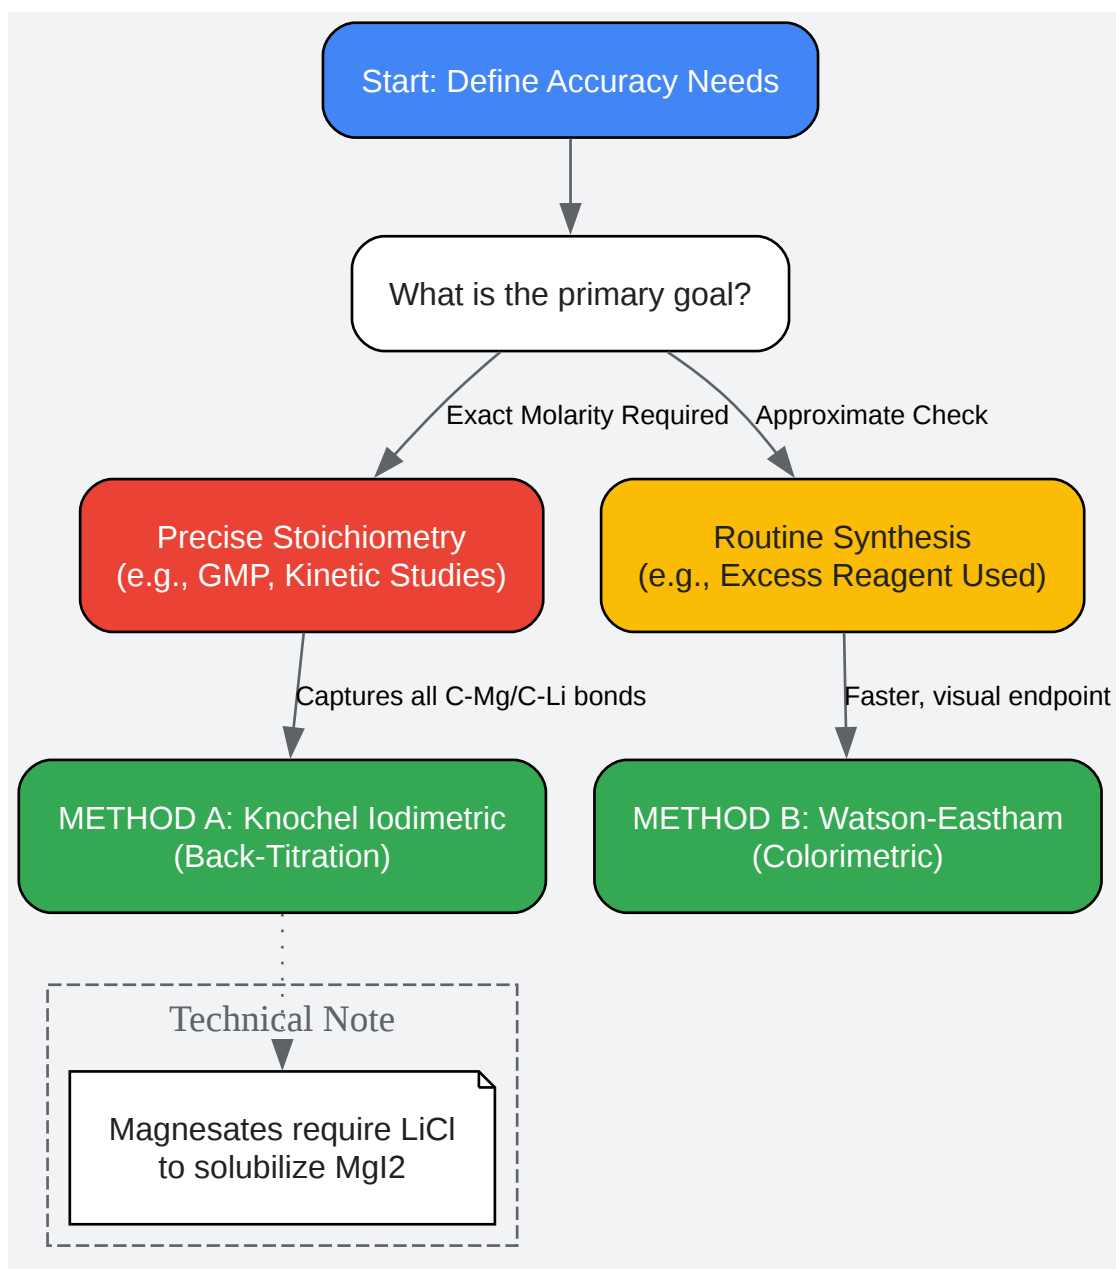 Start: Define Accuracy Needs
What is the primary goal?
Exact Molarity Required
Approximate Check
Precise Stoichiometry
(e.g., GMP, Kinetic Studies)
Routine Synthesis
(e.g., Excess Reagent Used)
Captures all C-Mg/C-Li bonds
Faster, visual endpoint
METHOD A: Knochel Iodimetric
(Back-Titration)
METHOD B: Watson-Eastham
(Colorimetric)
Technical Note
Magnesates require LiCl
to solubilize MgI2